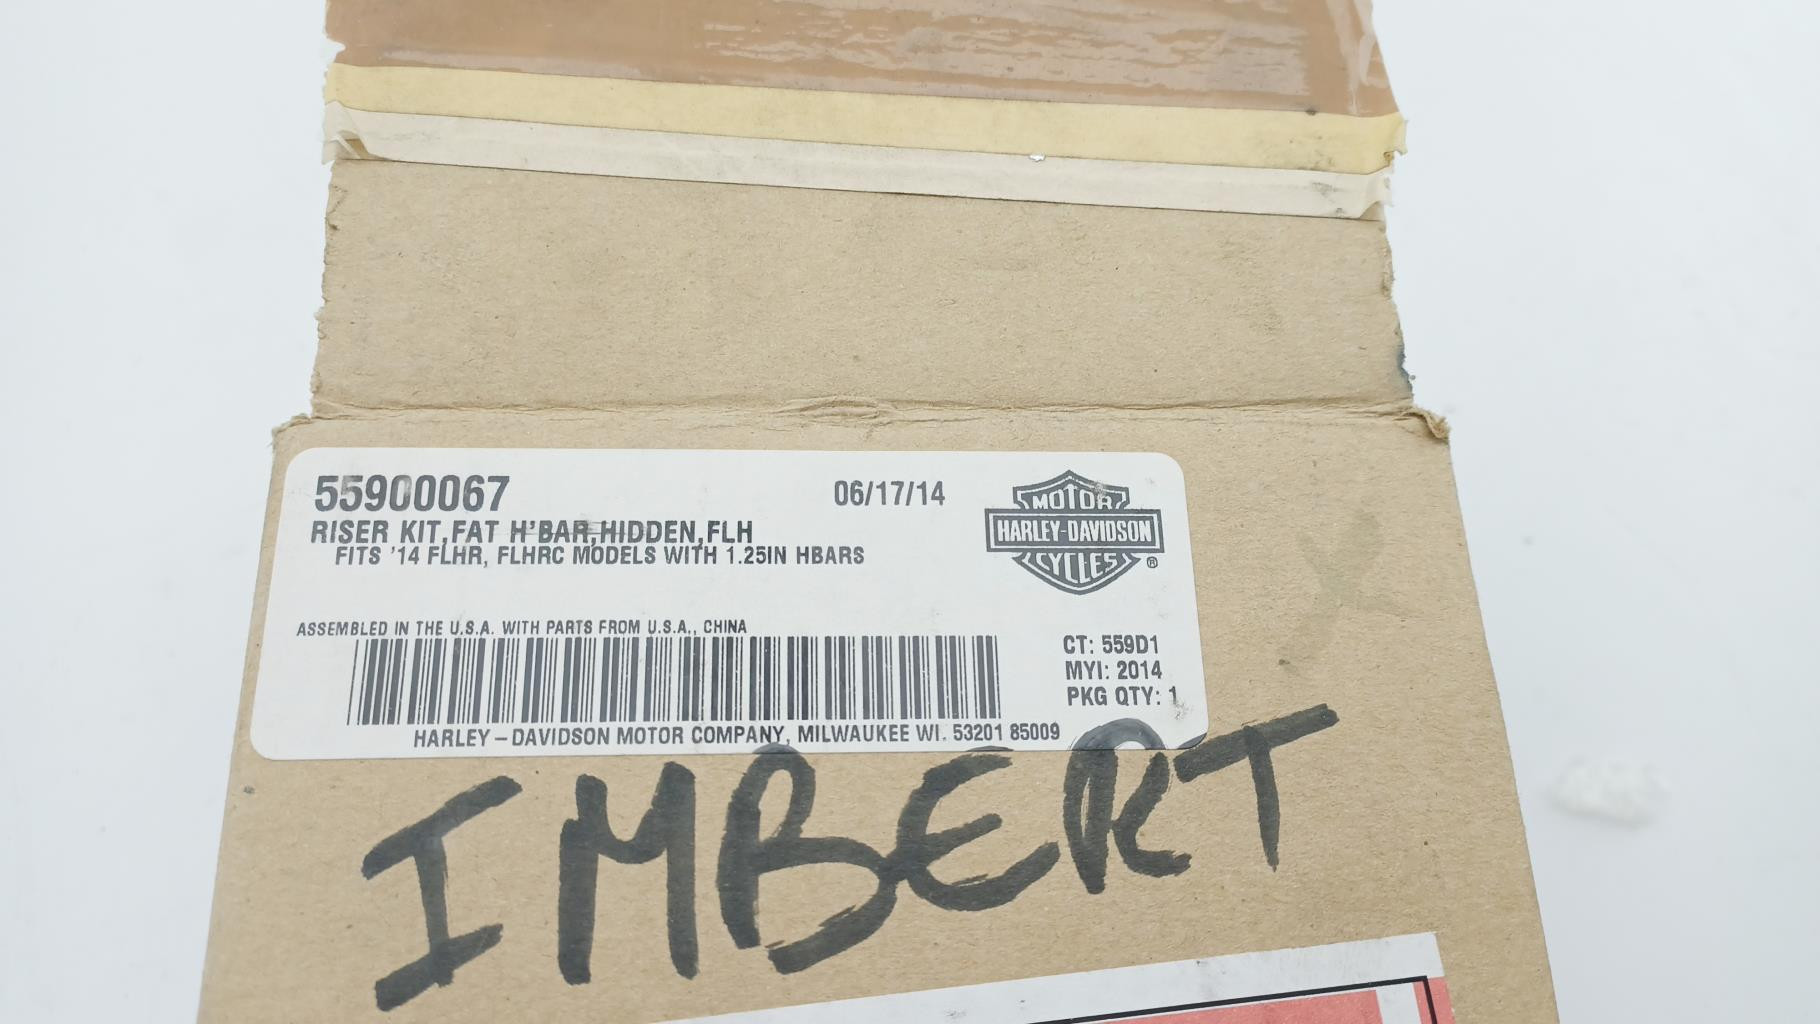 55900067
06/17/14
RISER KIT,FAT H'BAR,HIDDEN,FLH
FITS '14 FLHR, FLHRC MODELS WITH 1.25IN HBARS
MOTOR
HARLEY-DAVIDSON
CYCLES
®
ASSEMBLED IN THE U.S.A. WITH PARTS FROM U.S.A., CHINA
CT: 559D1
MYI: 2014
PKG QTY: 1
HARLEY-DAVIDSON MOTOR COMPANY, MILWAUKEE WI. 53201 85009
IMBERT